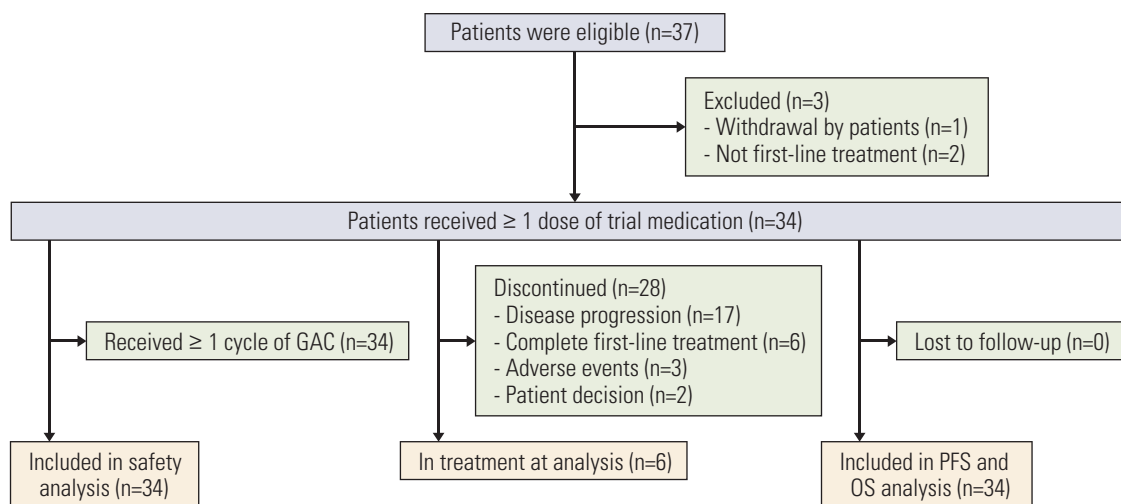 Patients were eligible (n=37)
Excluded (n=3)
- Withdrawal by patients (n=1)
- Not first-line treatment (n=2)
Patients received ≥ 1 dose of trial medication (n=34)
Received ≥ 1 cycle of GAC (n=34)
Discontinued (n=28)
- Disease progression (n=17)
- Complete first-line treatment (n=6)
- Adverse events (n=3)
- Patient decision (n=2)
Lost to follow-up (n=0)
Included in safety
analysis (n=34)
In treatment at analysis (n=6)
Included in PFS and
OS analysis (n=34)